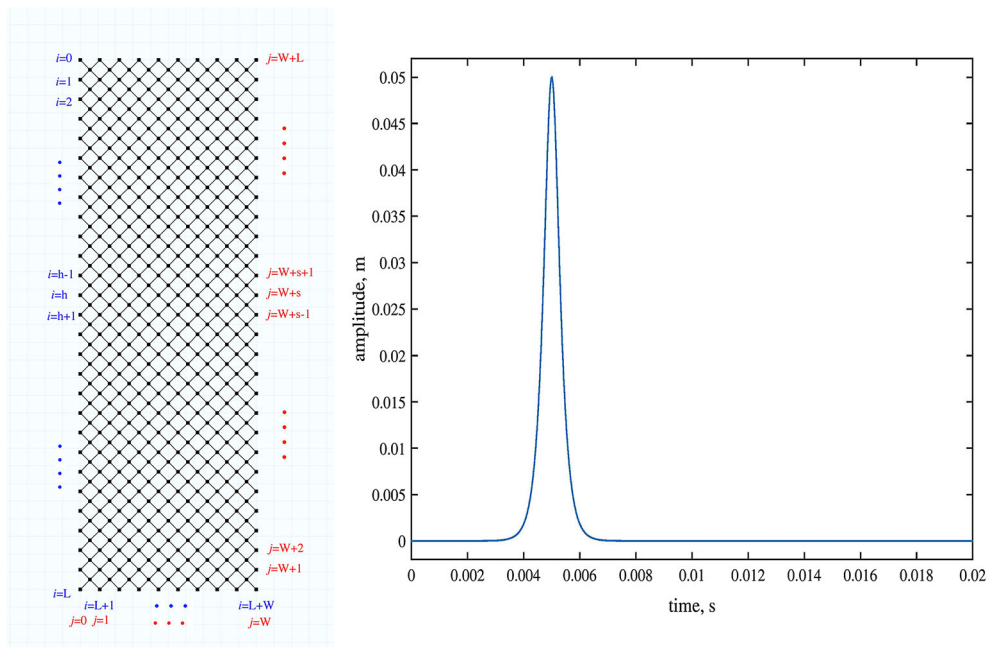 i=0
i=1
i=2
i=h-1
i=h
i=h+1
i=L
i=L+1
i=L+W
j=0 j=1
j=W
j=W+L
j=W+s+1
j=W+s
j=W+s-1
j=W+2
j=W+1
amplitude, m
0.05
0.045
0.04
0.035
0.03
0.025
0.02
0.015
0.01
0.005
0
0 0.002 0.004 0.006 0.008 0.01 0.012 0.014 0.016 0.018 0.02
time, s